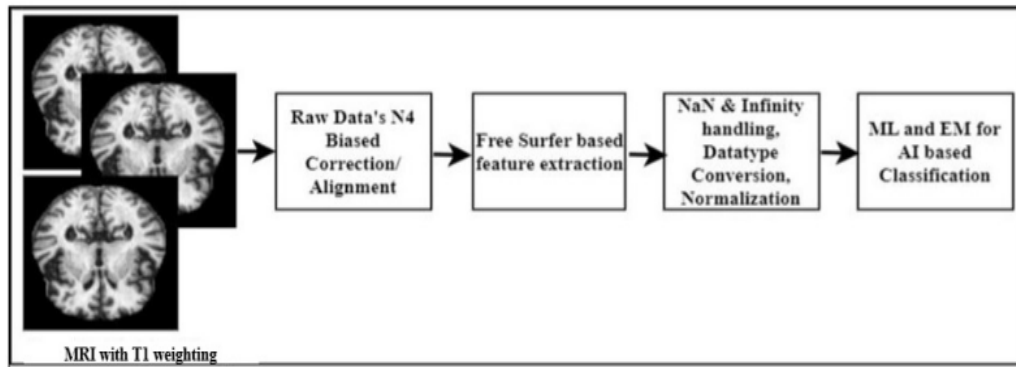 Raw Data's N4
Biased
Correction/
Alignment
Free Surfer based
feature extraction
NaN & Infinity
handling,
Datatype
Conversion,
Normalization
ML and EM for
AI based
Classification
MRI with T1 weighting